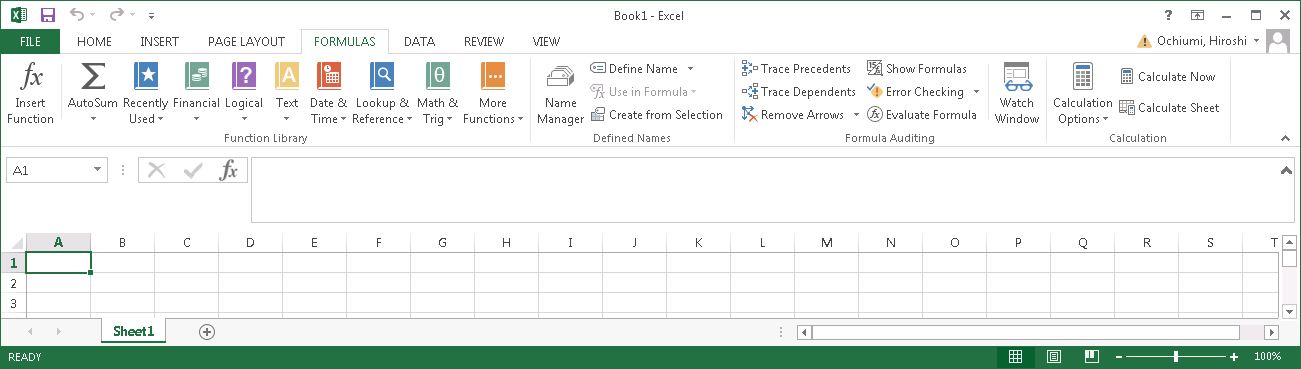 Book1 - Excel
?
FILE HOME INSERT PAGE LAYOUT FORMULAS DATA REVIEW VIEW
Ochiumi, Hiroshi
fx Insert Function
Σ AutoSum
Recently Used
Financial
Logical
A Text
Date & Time
Lookup & Reference
θ Math & Trig
More Functions
Function Library
Name Manager
Define Name
Use in Formula
Create from Selection
Defined Names
Trace Precedents
Trace Dependents
Remove Arrows
Show Formulas
Error Checking
Evaluate Formula
Watch Window
Formula Auditing
Calculation Options
Calculate Now
Calculate Sheet
Calculation
A1
fx
A B C D E F G H I J K L M N O P Q R S T
1
2
3
Sheet1
READY
100%